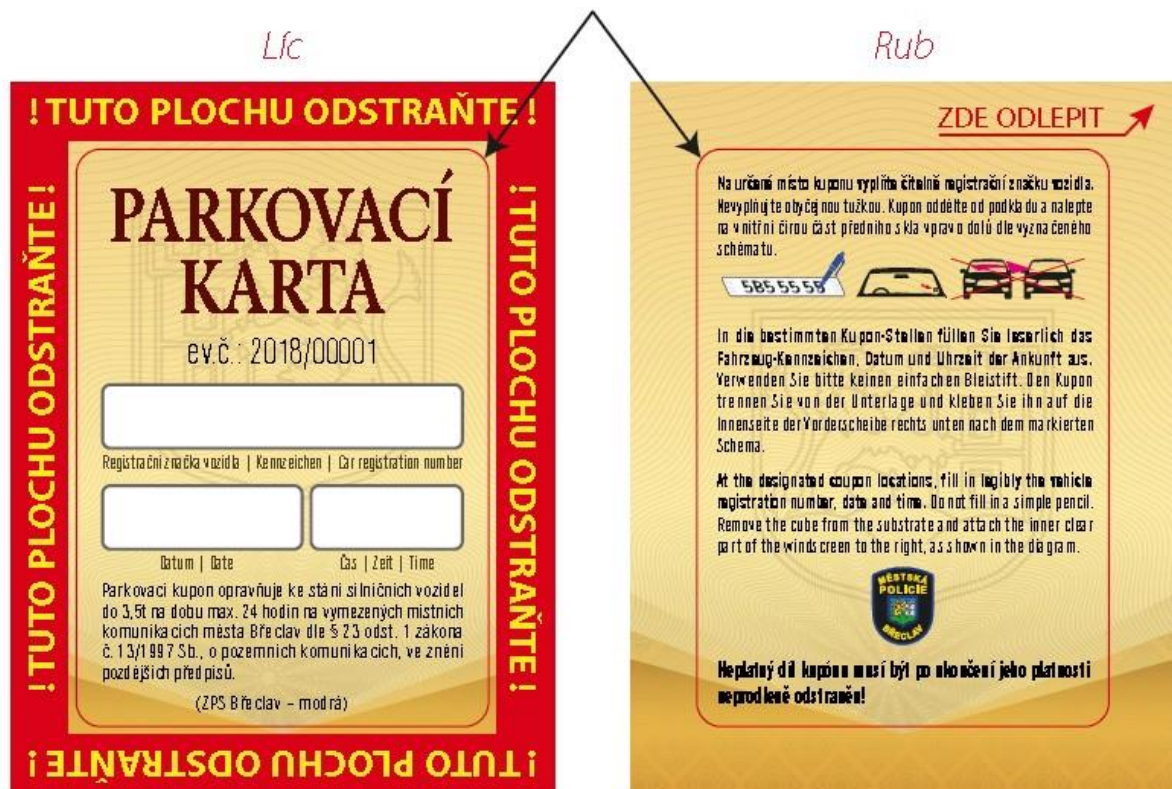 Líc
! TUTO PLOCHU ODSTRAŇTE !
! TUTO PLOCHU ODSTRAŇTE !
PARKOVACÍ
KARTA
ev.č.: 2018/00001
Registrační značka vozidla | Kennzeichen | Car registration number
Datum | Date
Čas | Zeit | Time
Parkovací kupon opravňuje ke stání silničních vozidel
do 3,5t na dobu max. 24 hodin na vymezených místních
komunikacích města Břeclav dle § 23 odst. 1 zákona
č. 13/1997 Sb., o pozemních komunikacích, ve znění
pozdějších předpisů.
(ZPS Břeclav – modrá)
! TUTO PLOCHU ODSTRAŇTE !
! TUTO PLOCHU ODSTRAŇTE !
Rub
ZDE ODLEPIT
Na určené místo kuponu vyplňte čitelně registrační značku vozidla.
Nevyplňujte obyčejnou tužkou. Kupon oddělte od podkladu a nalepte
na vnitřní čirou část předního skla vpravo dolů dle vyznačeného
schématu.
5B5 55 55
In die bestimmten Kupon-Stellen füllen Sie leserlich das
Fahrzeug-Kennzeichen, Datum und Uhrzeit der Ankunft aus.
Verwenden Sie bitte keinen einfachen Bleistift. Den Kupon
trennen Sie von der Unterlage und kleben Sie ihn auf die
Innenseite der Vorderscheibe rechts unten nach dem markierten
Schema.
At the designated coupon locations, fill in legibly the vehicle
registration number, date and time. Do not fill in a simple pencil.
Remove the cube from the substrate and attach the inner clear
part of the windscreen to the right, as shown in the diagram.
MĚSTSKÁ
POLICIE
BŘECLAV
Neplatný díl kupónu musí být po ukončení jeho platnosti
neprodleně odstraněn!